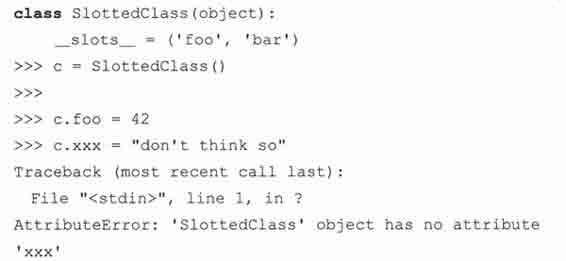 class SlottedClass(object):
    __slots__ = ('foo', 'bar')
>>> c = SlottedClass()
>>>
>>> c.foo = 42
>>> c.xxx = "don't think so"
Traceback (most recent call last):
  File "<stdin>", line 1, in ?
AttributeError: 'SlottedClass' object has no attribute
'xxx'